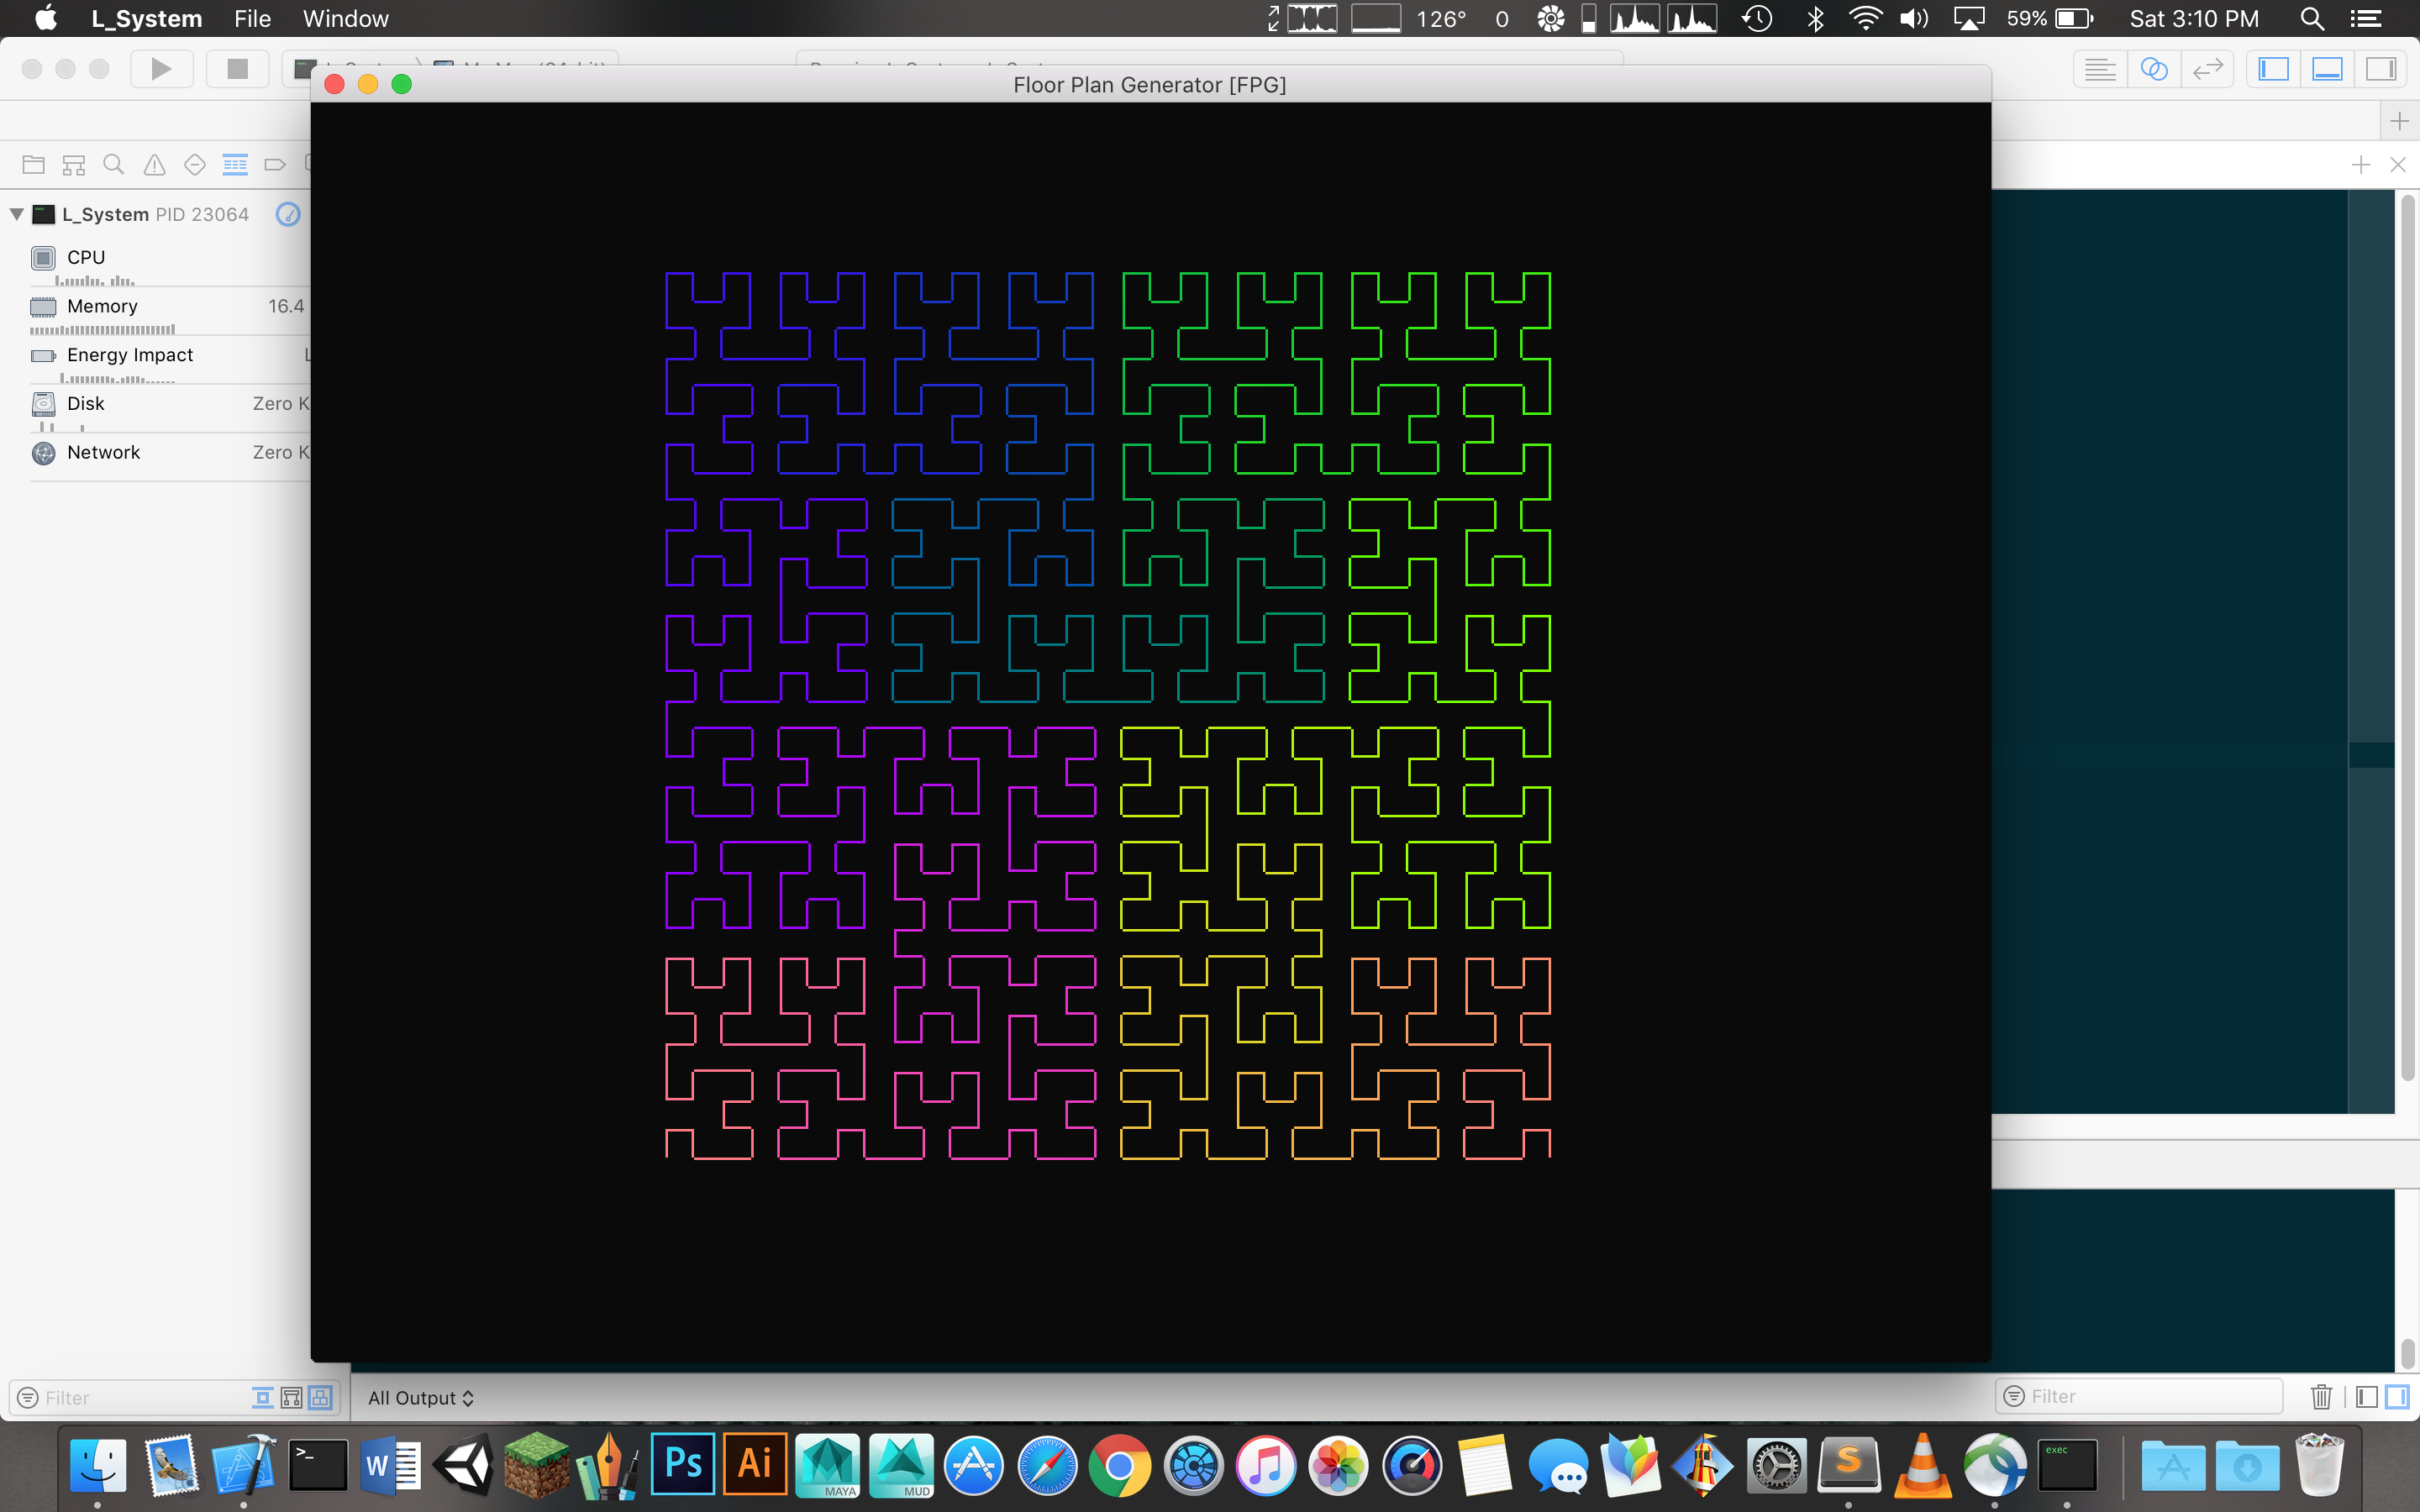 L_System File Window 126° 0 59% Sat 3:10 PM
Floor Plan Generator [FPG]
L_System PID 23064
CPU
Memory 16.4
Energy Impact L
Disk Zero K
Network Zero K
Filter
All Output
Filter
>_
W
Ps
Ai
MAYA
MUD
S
exec